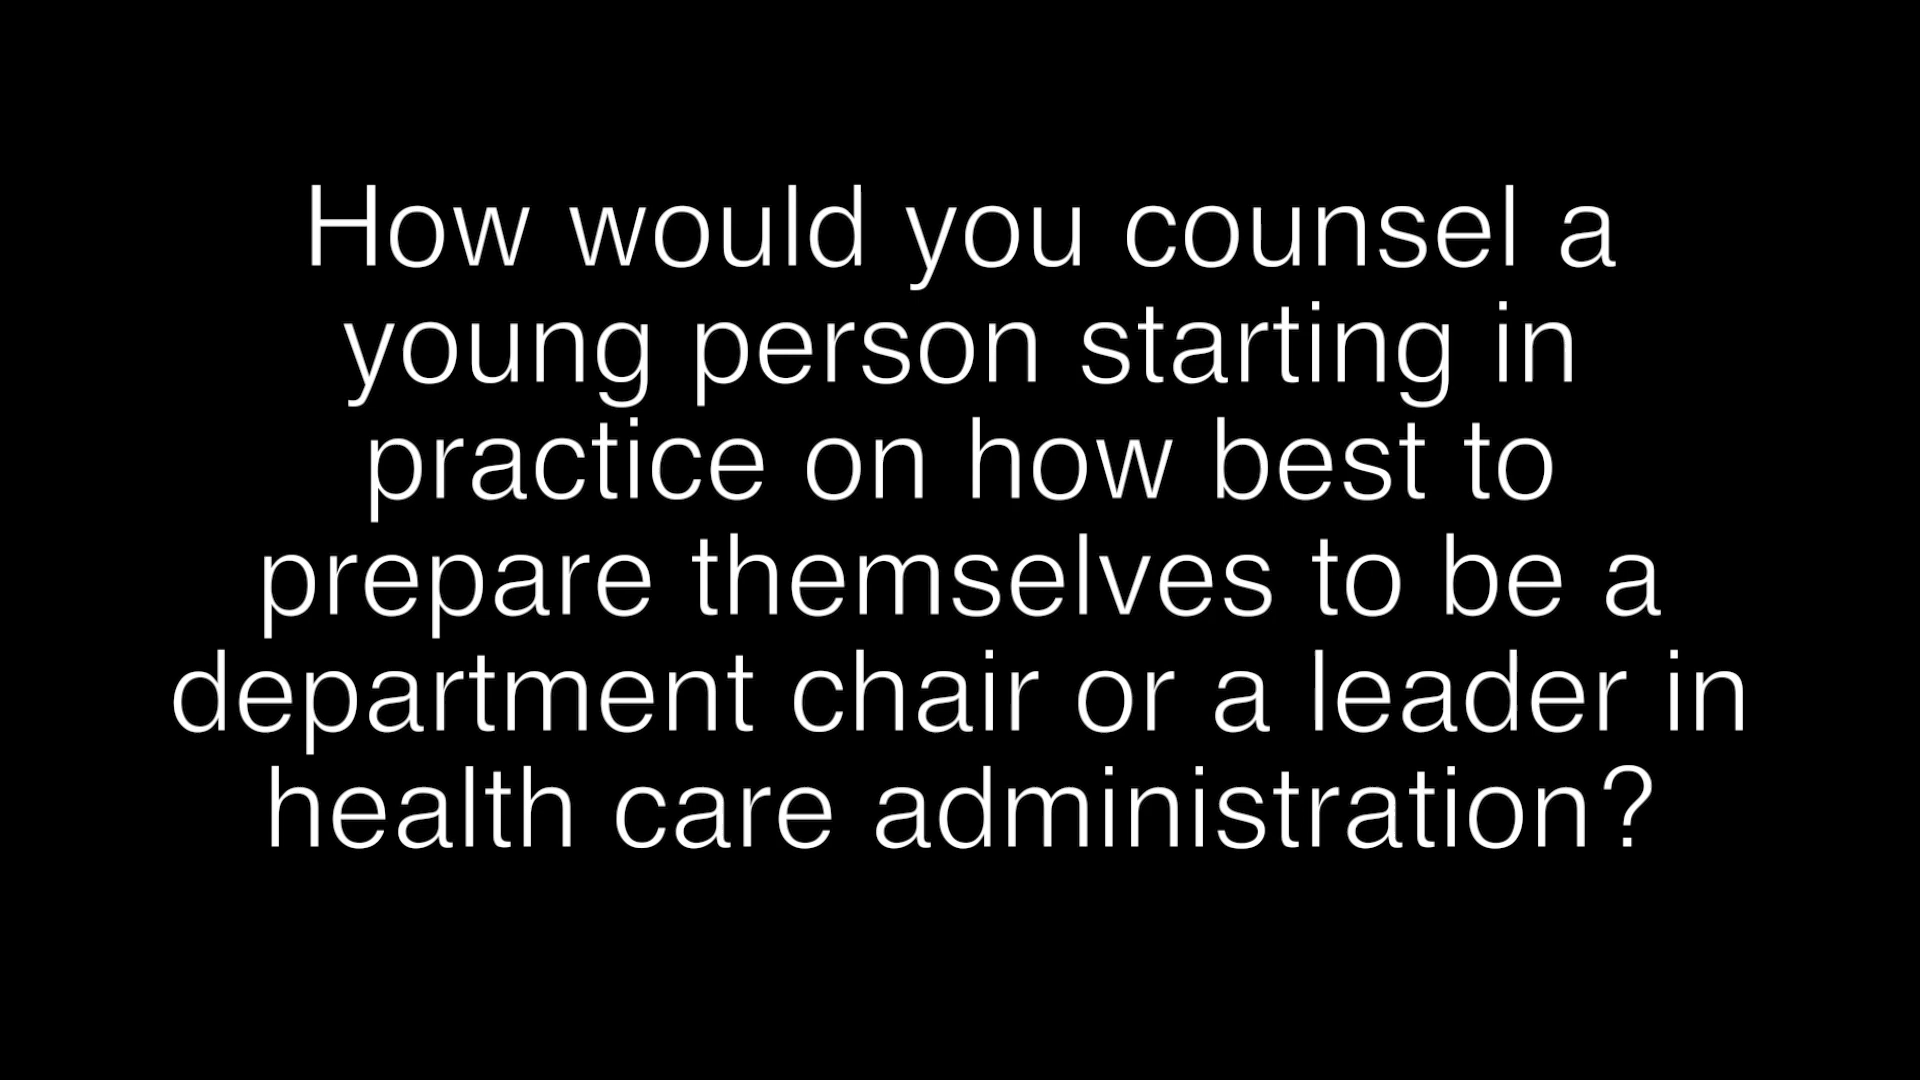 How would you counsel a
young person starting in
practice on how best to
prepare themselves to be a
department chair or a leader in
health care administration?